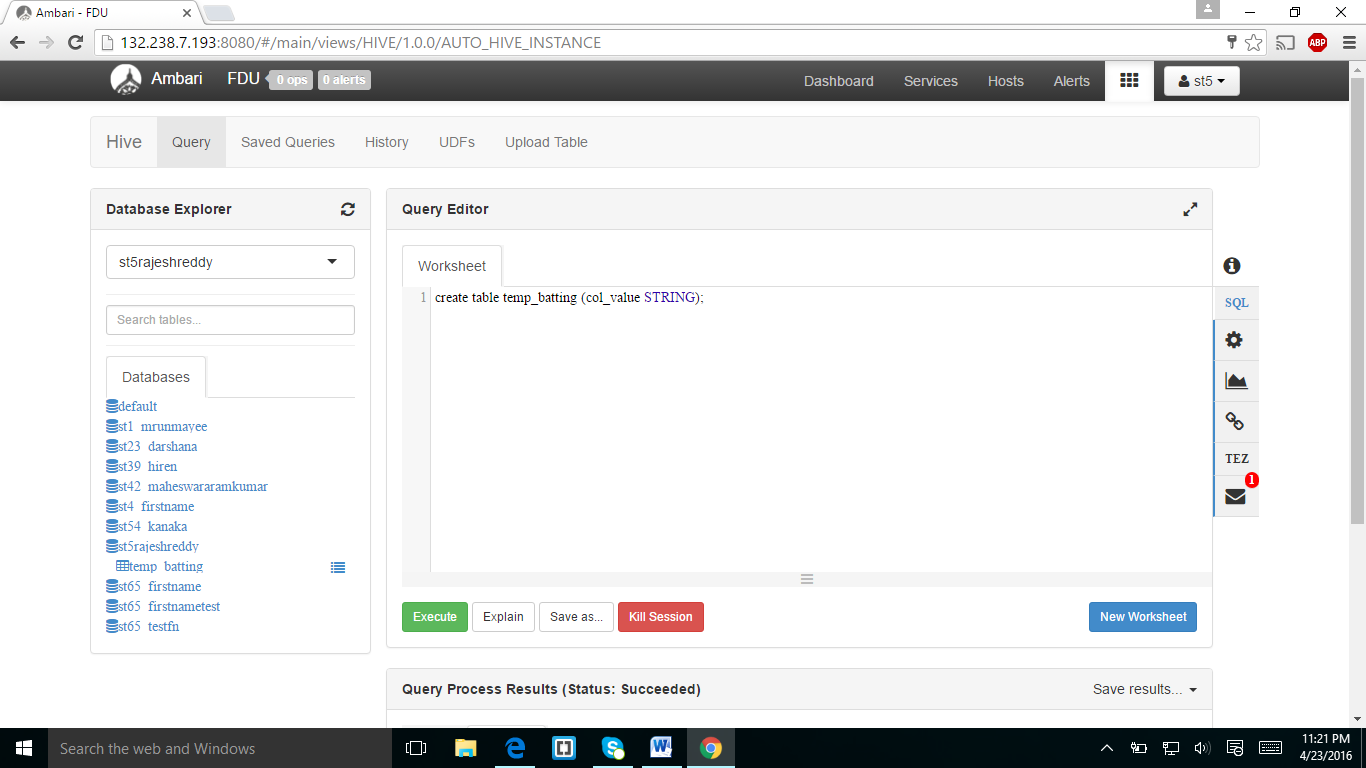 Ambari - FDU
132.238.7.193:8080/#/main/views/HIVE/1.0.0/AUTO_HIVE_INSTANCE
ABP
Ambari FDU 0 ops 0 alerts Dashboard Services Hosts Alerts st5
Hive Query Saved Queries History UDFs Upload Table
Database Explorer
st5rajeshreddy
Search tables...
Databases
default
st1_mrunmayee
st23_darshana
st39_hiren
st42_maheswararamkumar
st4_firstname
st54_kanaka
st5rajeshreddy
temp_batting
st65_firstname
st65_firstnametest
st65_testfn
Query Editor
Worksheet
1 create table temp_batting (col_value STRING);
SQL
TEZ
1
Execute Explain Save as... Kill Session New Worksheet
Query Process Results (Status: Succeeded) Save results...
Search the web and Windows
11:21 PM
4/23/2016